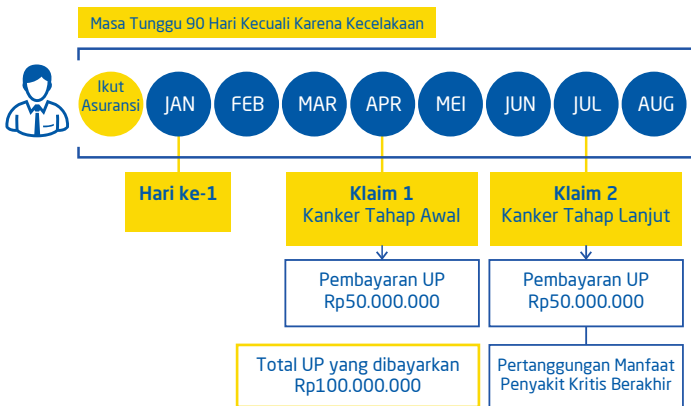 Masa Tunggu 90 Hari Kecuali Karena Kecelakaan
Ikut
Asuransi
JAN
FEB
MAR
APR
MEI
JUN
JUL
AUG
Hari ke-1
Klaim 1
Kanker Tahap Awal
Klaim 2
Kanker Tahap Lanjut
Pembayaran UP
Rp50.000.000
Pembayaran UP
Rp50.000.000
Total UP yang dibayarkan
Rp100.000.000
Pertanggungan Manfaat
Penyakit Kritis Berakhir